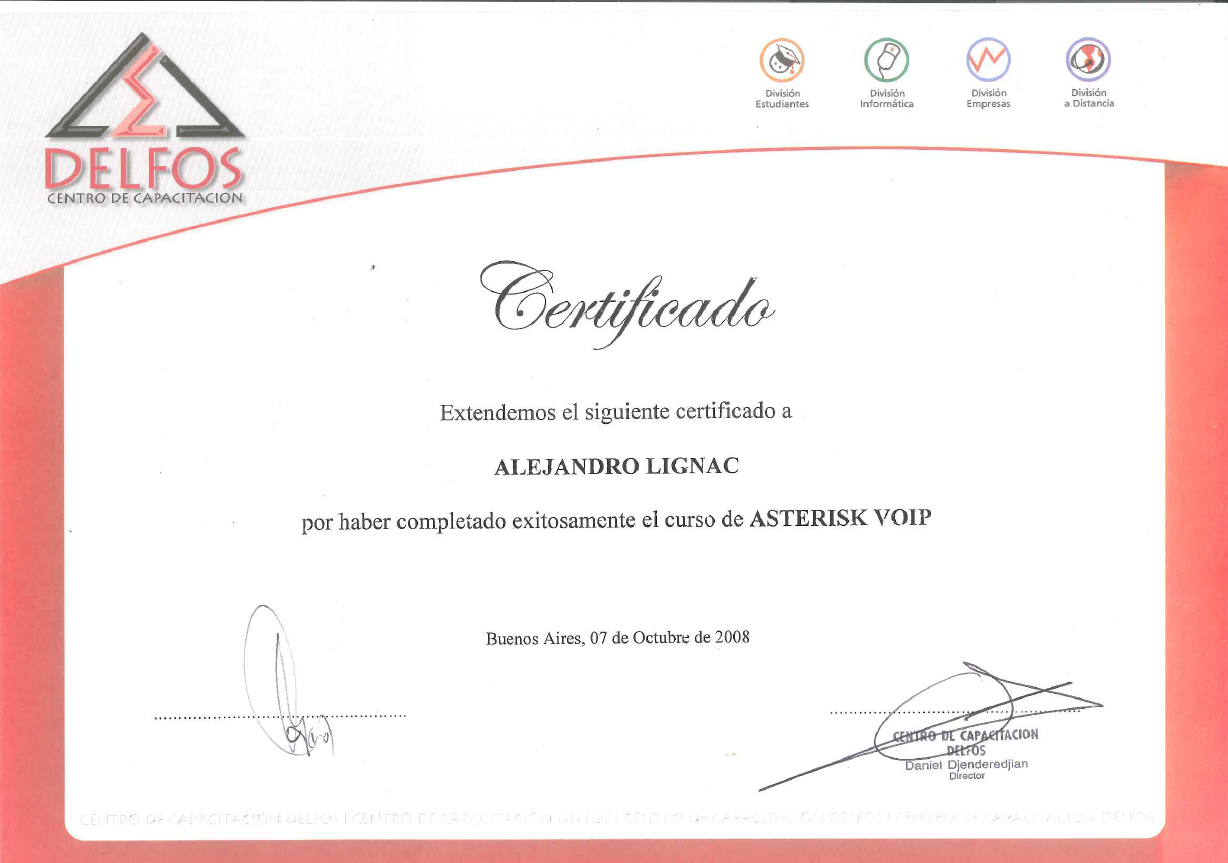 DELFOS
CENTRO DE CAPACITACION
División
Estudiantes
División
Informática
División
Empresas
División
a Distancia
Certificado
Extendemos el siguiente certificado a
ALEJANDRO LIGNAC
por haber completado exitosamente el curso de ASTERISK VOIP
Buenos Aires, 07 de Octubre de 2008
CENTRO DE CAPACITACION
DELFOS
Daniel Djenderedjian
Director
CENTRO DE CAPACITACIÓN DELFOS | CENTRO DE CAPACITACIÓN DELFOS | CENTRO DE CAPACITACIÓN DELFOS | CENTRO DE CAPACITACIÓN DELFOS